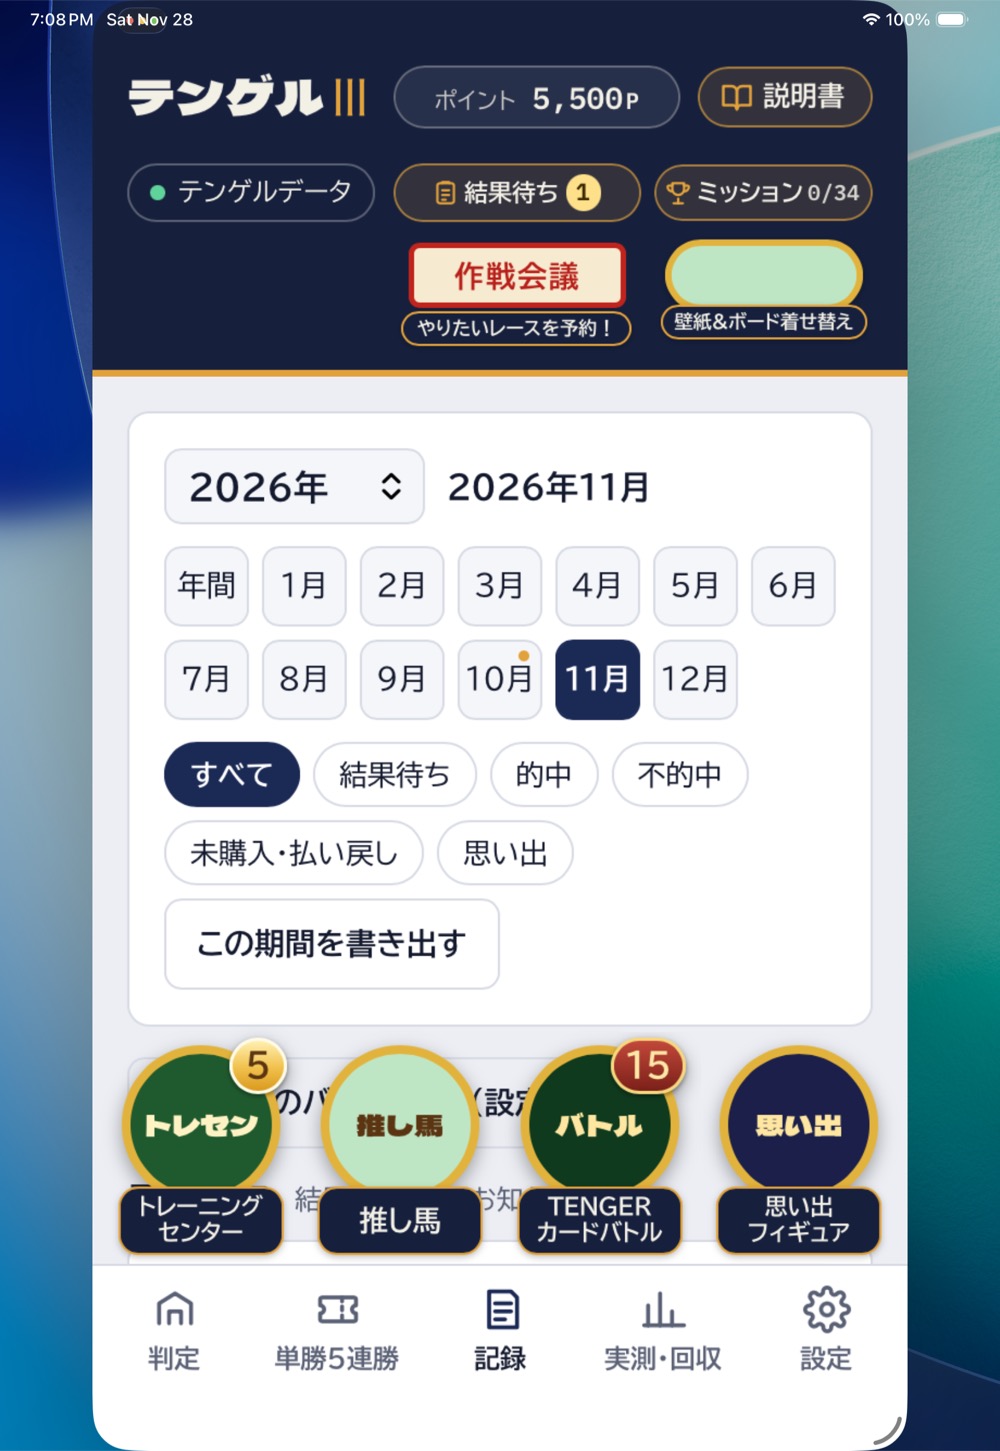 7:08 PM Sat Nov 28
100%
テンゲルIII
ポイント 5,500P
説明書
テンゲルデータ
結果待ち 1
ミッション 0/34
作戦会議
やりたいレースを予約！
壁紙&ボード着せ替え
2026年
2026年11月
年間 1月 2月 3月 4月 5月 6月
7月 8月 9月 10月 11月 12月
すべて 結果待ち 的中 不的中
未購入・払い戻し 思い出
この期間を書き出す
5
15
トレセン
推し馬
バトル
思い出
トレーニング
センター
推し馬
TENGER
カードバトル
思い出
フィギュア
判定
単勝5連勝
記録
実測・回収
設定